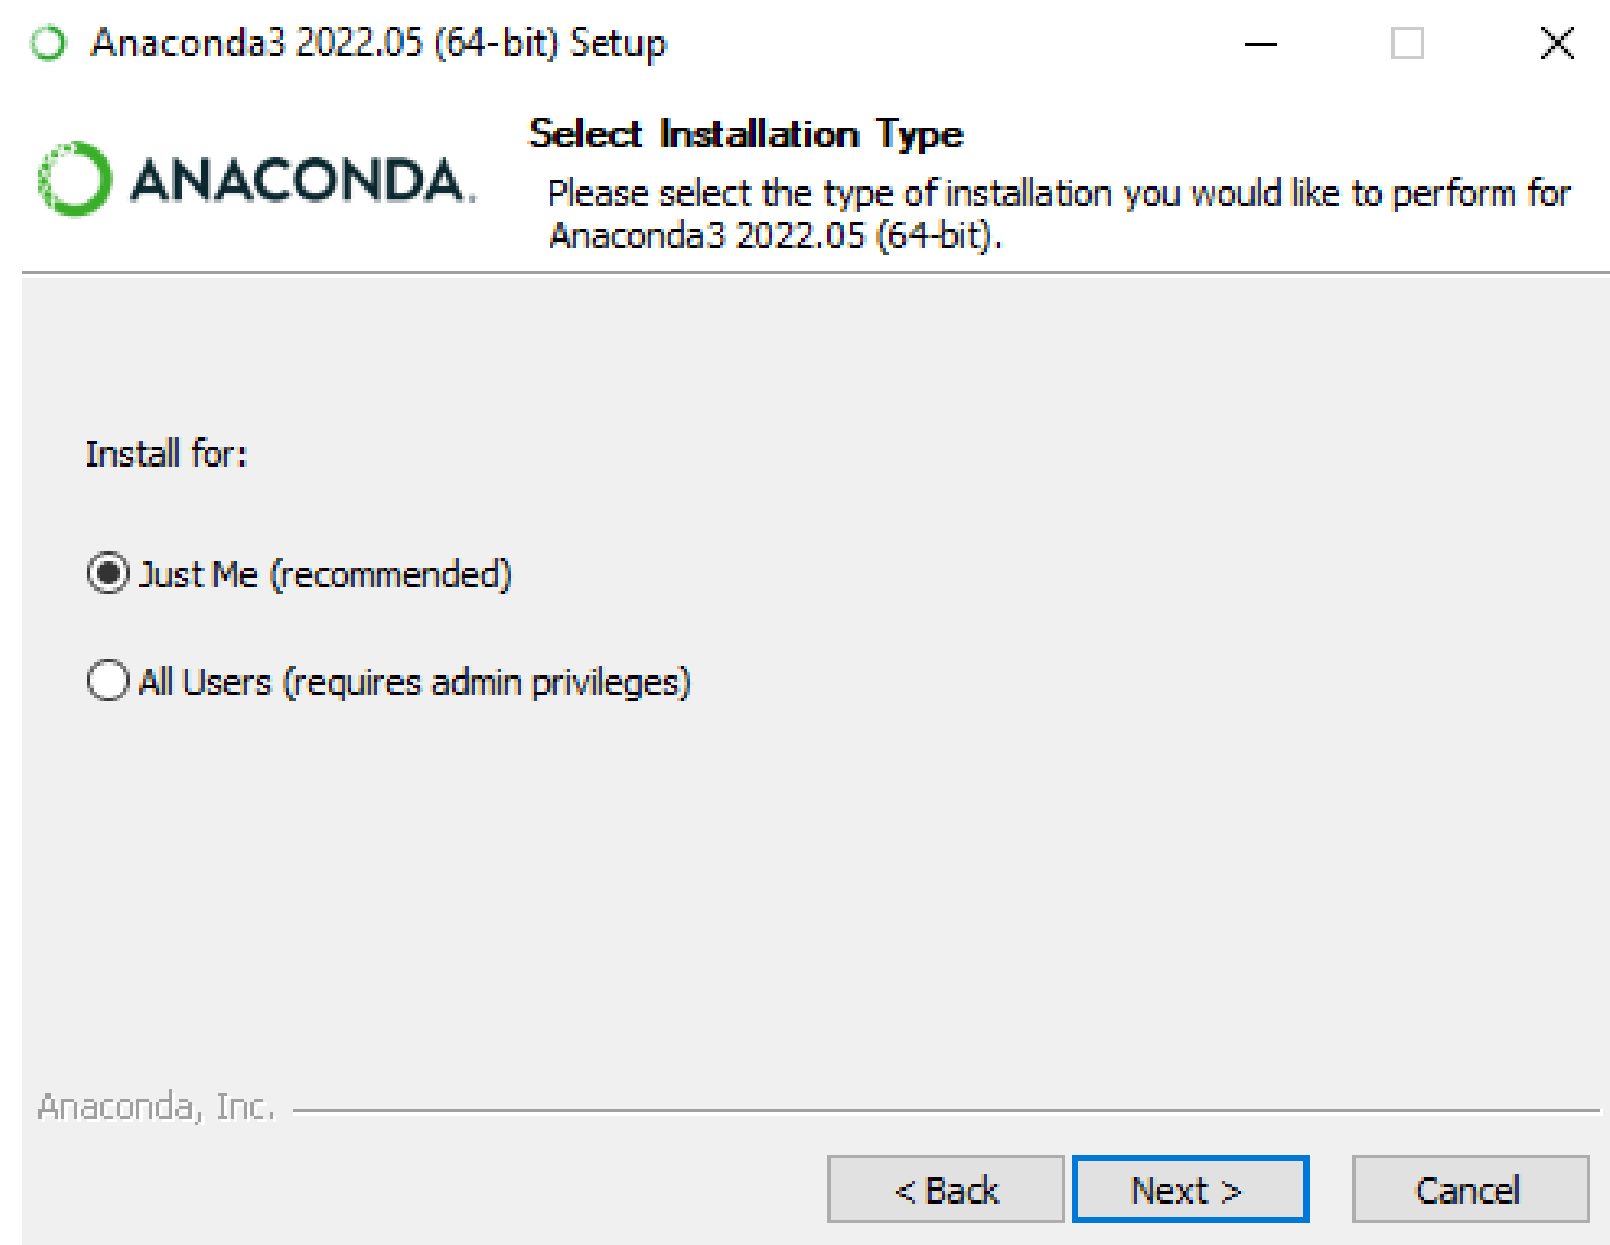 Anaconda3 2022.05 (64-bit) Setup
ANACONDA.
Select Installation Type
Please select the type of installation you would like to perform for
Anaconda3 2022.05 (64-bit).
Install for:
Just Me (recommended)
All Users (requires admin privileges)
Anaconda, Inc.
< Back
Next >
Cancel